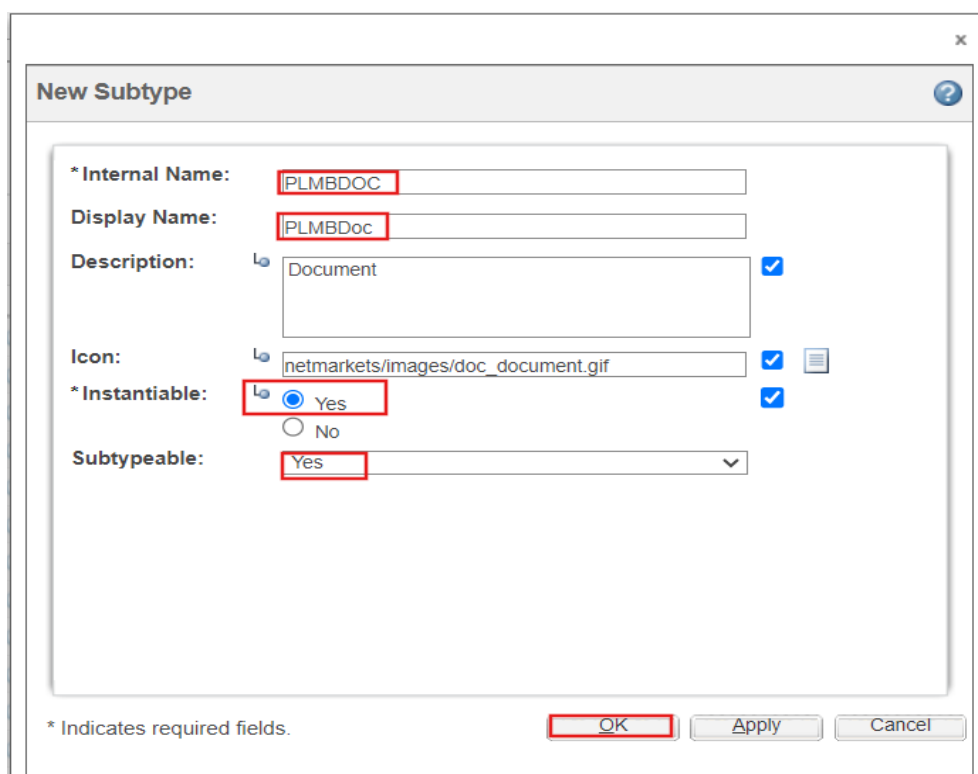 ×
New Subtype
?
* Internal Name: PLMBDOC
Display Name: PLMBDoc
Description: Document
Icon: netmarkets/images/doc_document.gif
* Instantiable: Yes
No
Subtypeable: Yes
* Indicates required fields. OK Apply Cancel